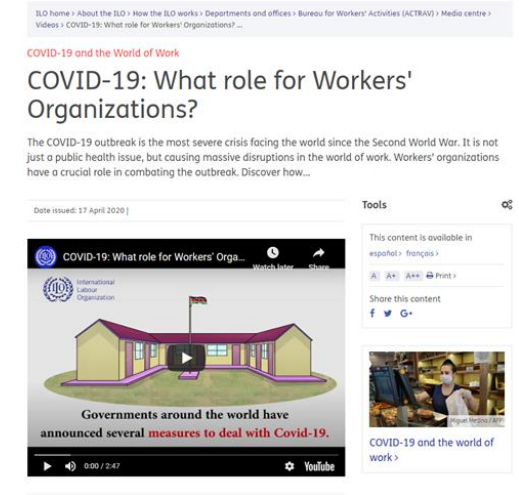 ILO home > About the ILO > How the ILO works > Departments and offices > Bureau for Workers' Activities (ACTRAV) > Media centre >
Videos > COVID-19: What role for Workers' Organizations? ...
COVID-19 and the World of Work
COVID-19: What role for Workers'
Organizations?
The COVID-19 outbreak is the most severe crisis facing the world since the Second World War. It is not
just a public health issue, but causing massive disruptions in the world of work. Workers' organizations
have a crucial role in combating the outbreak. Discover how...
Date issued: 17 April 2020 |
COVID-19: What role for Workers' Orga...
Watch later
Share
International
Labour
Organization
Governments around the world have
announced several measures to deal with Covid-19.
0:00 / 2:47
YouTube
Tools
This content is available in
español > français >
A A+ A++ Print >
Share this content
f G+
Miguel Medina / AFP
COVID-19 and the world of
work >